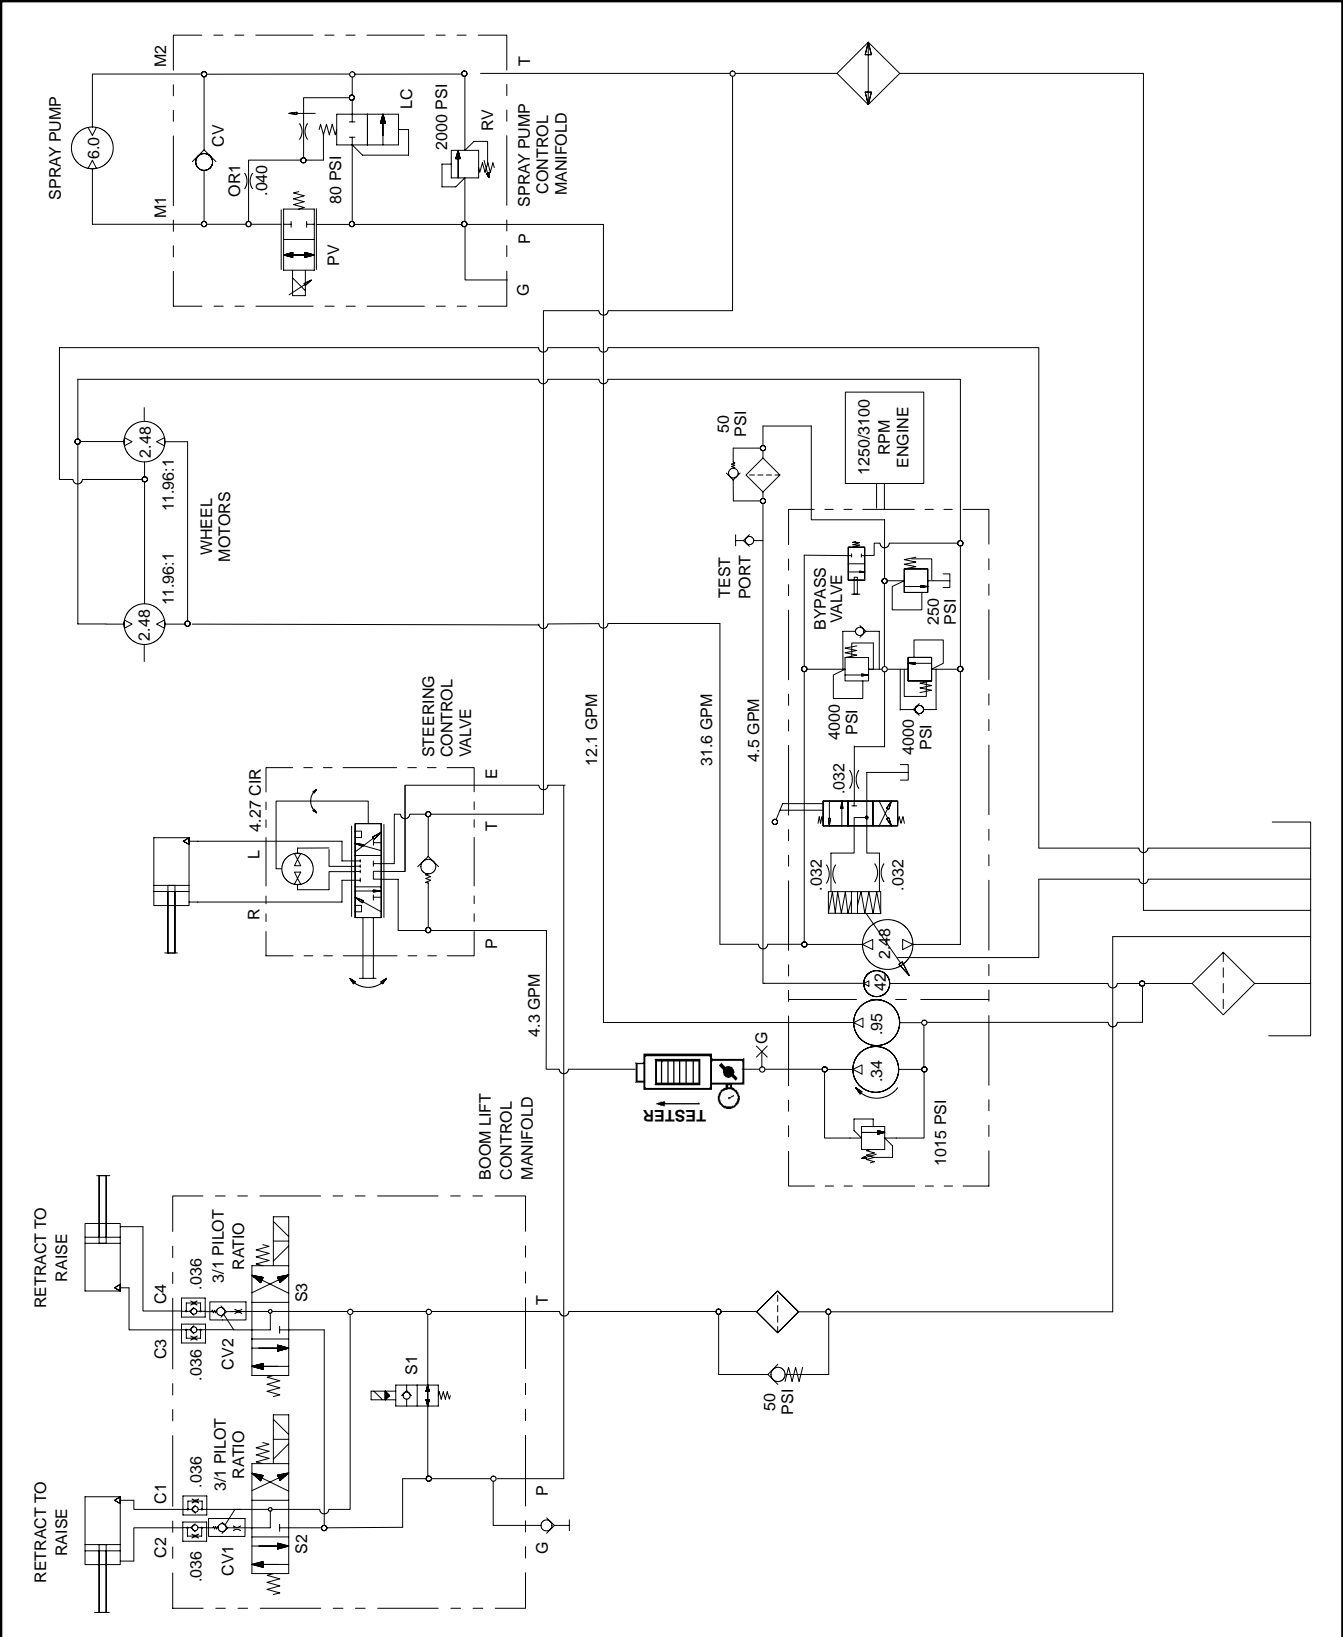 RETRACT TO
RAISE
RETRACT TO
RAISE
SPRAY PUMP
6.0
C2
C1
C3
C4
.036
.036
.036
.036
CV1
3/1 PILOT
RATIO
CV2
3/1 PILOT
RATIO
S2
S3
S1
G
P
T
BOOM LIFT
CONTROL
MANIFOLD
50
PSI
R
L
4.27 CIR
STEERING
CONTROL
VALVE
P
T
E
2.48
2.48
11.96:1
11.96:1
WHEEL
MOTORS
M1
M2
CV
OR1
.040
PV
80 PSI
LC
2000 PSI
RV
G
P
T
SPRAY PUMP
CONTROL
MANIFOLD
4.3 GPM
12.1 GPM
31.6 GPM
4.5 GPM
TESTER
G
TEST
PORT
50
PSI
1250/3100
RPM
ENGINE
BYPASS
VALVE
4000
PSI
4000
PSI
250
PSI
.032
.032
.032
1015 PSI
.34
.95
.42
2.48